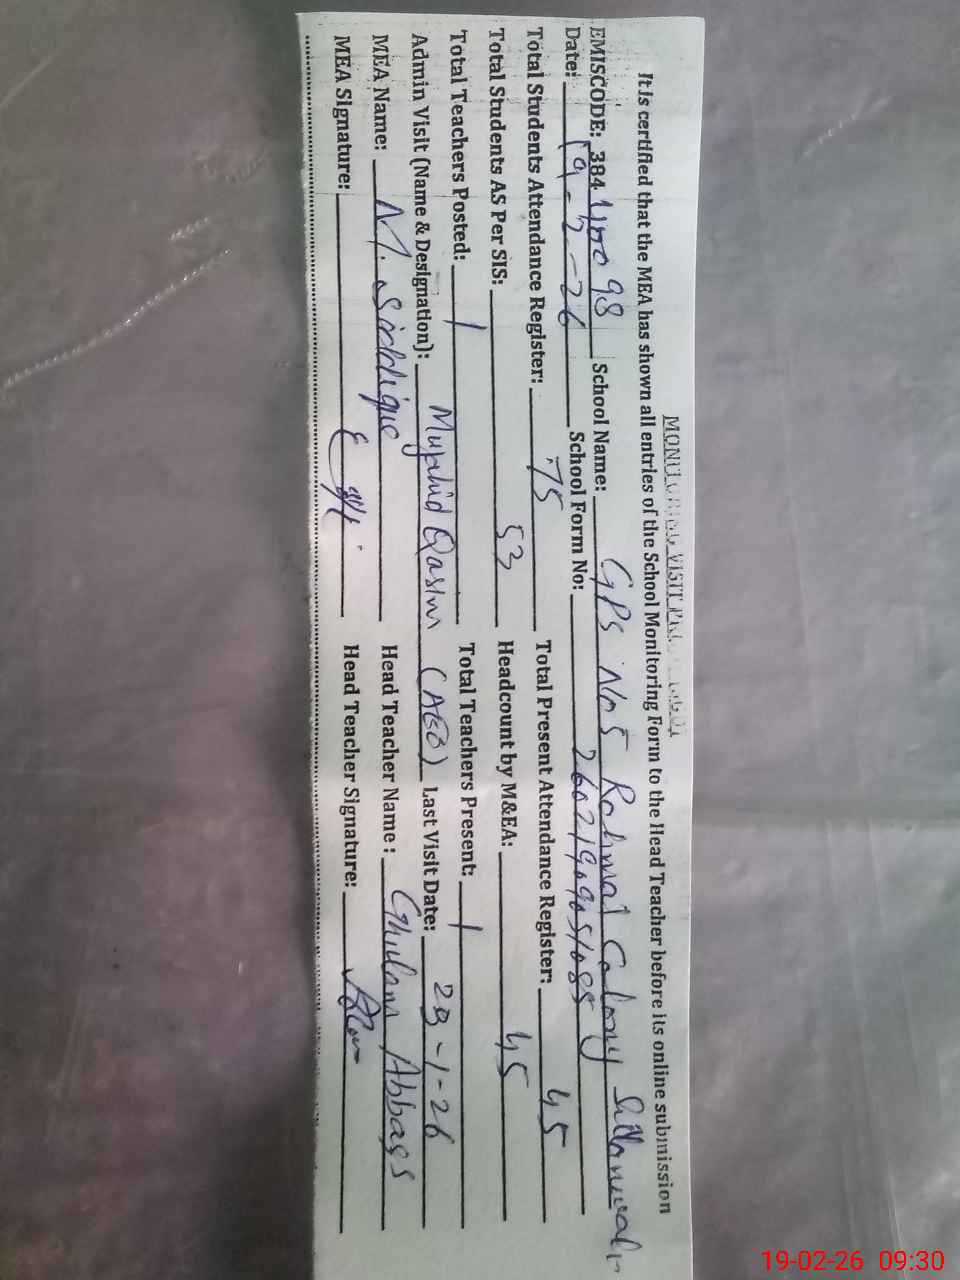 MONITORING VISIT
It is certified that the MEA has shown all entries of the School Monitoring Form to the Head Teacher before its online submission
EMISCODE: 38440098 School Name: GPS No 5 Rahmat Colony Sillanwali
Date: 19-2-26 School Form No:
Total Students Attendance Register: 75 Total Present Attendance Register: 45
Total Students AS Per SIS: 53 Headcount by M&EA: 45
Total Teachers Posted: 1 Total Teachers Present: 1
Admin Visit (Name & Designation): Mujahid Qasim (AEO) Last Visit Date: 28-1-26
MEA Name: M. Siddique Head Teacher Name : Ghulam Abbass
MEA Signature: Head Teacher Signature:
19-02-26 09:30